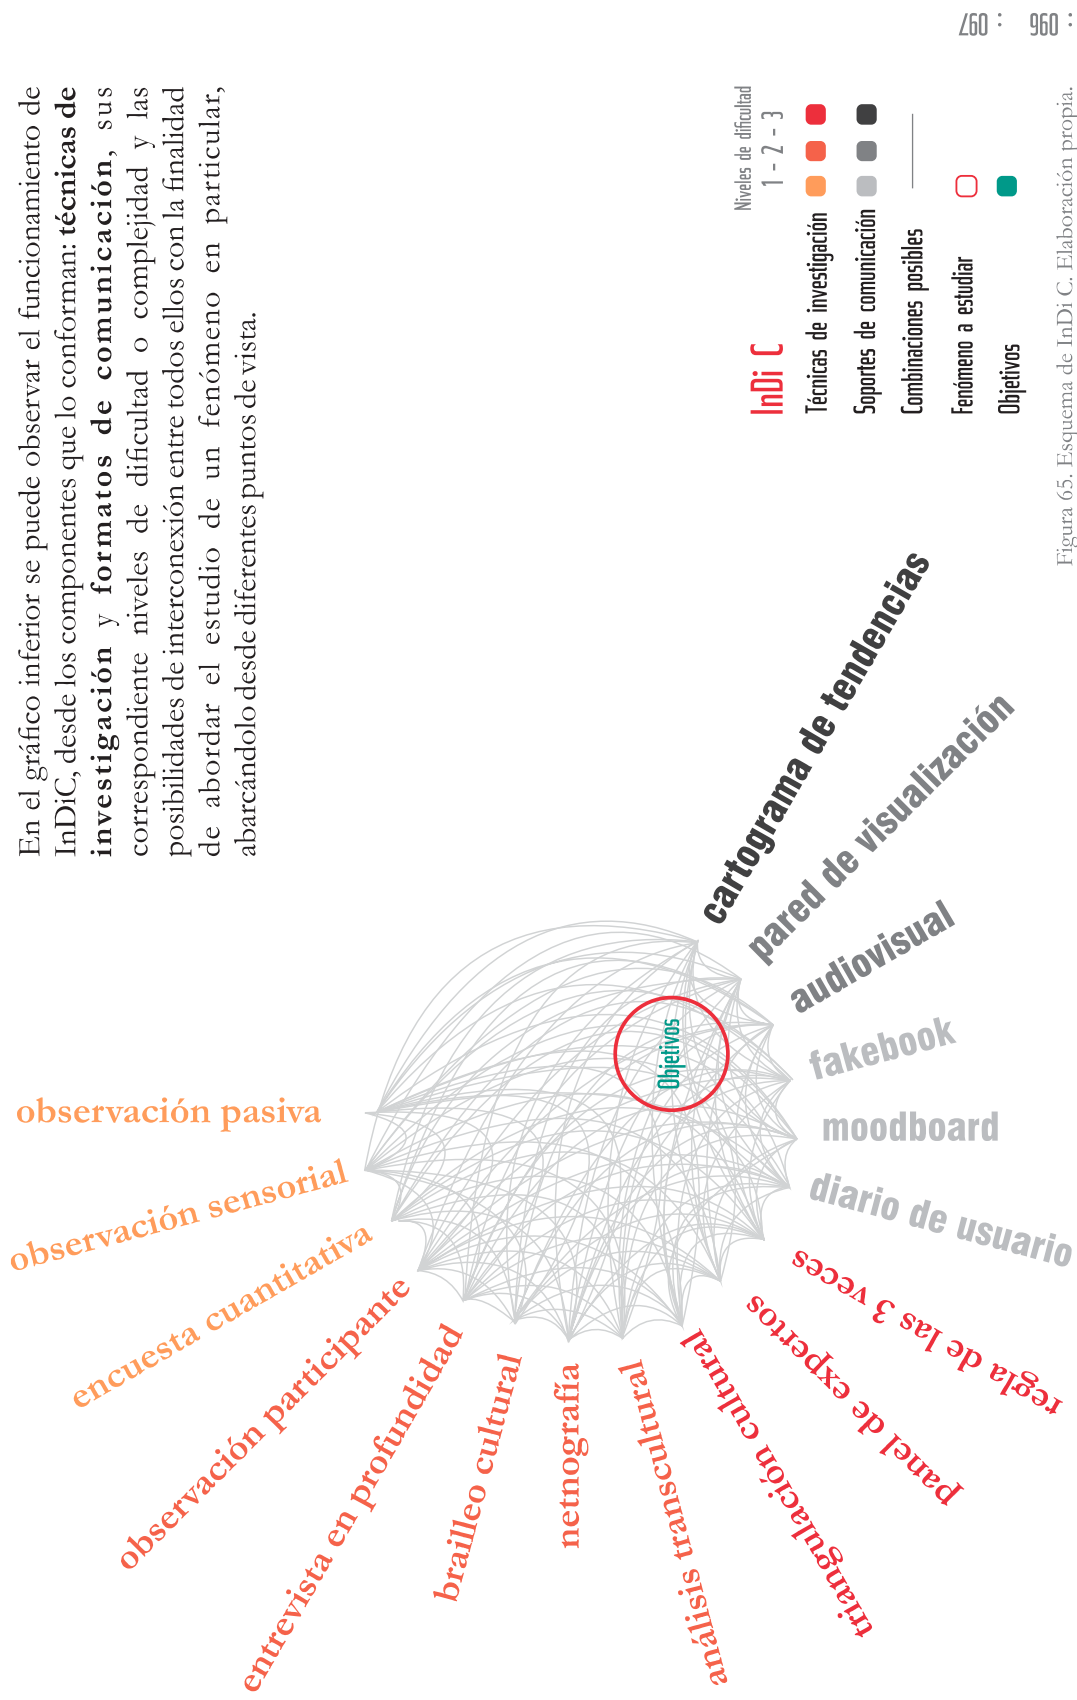 En el gráfico inferior se puede observar el funcionamiento de
InDiC, desde los componentes que lo conforman: técnicas de
investigación y formatos de comunicación, sus
correspondiente niveles de dificultad o complejidad y las
posibilidades de interconexión entre todos ellos con la finalidad
de abordar el estudio de un fenómeno en particular,
abarcándolo desde diferentes puntos de vista.
observación pasiva
observación sensorial
encuesta cuantitativa
observación participante
entrevista en profundidad
brailleo cultural
netnografía
análisis transcultural
triangulación cultural
panel de expertos
regla de las 3 veces
diario de usuario
moodboard
fakebook
audiovisual
pared de visualización
cartograma de tendencias
Objetivos
Niveles de dificultad
InDi C 1 - 2 - 3
Técnicas de investigación
Soportes de comunicación
Combinaciones posibles
Fenómeno a estudiar
Objetivos
Figura 65. Esquema de InDi C. Elaboración propia.
096 :
097 :